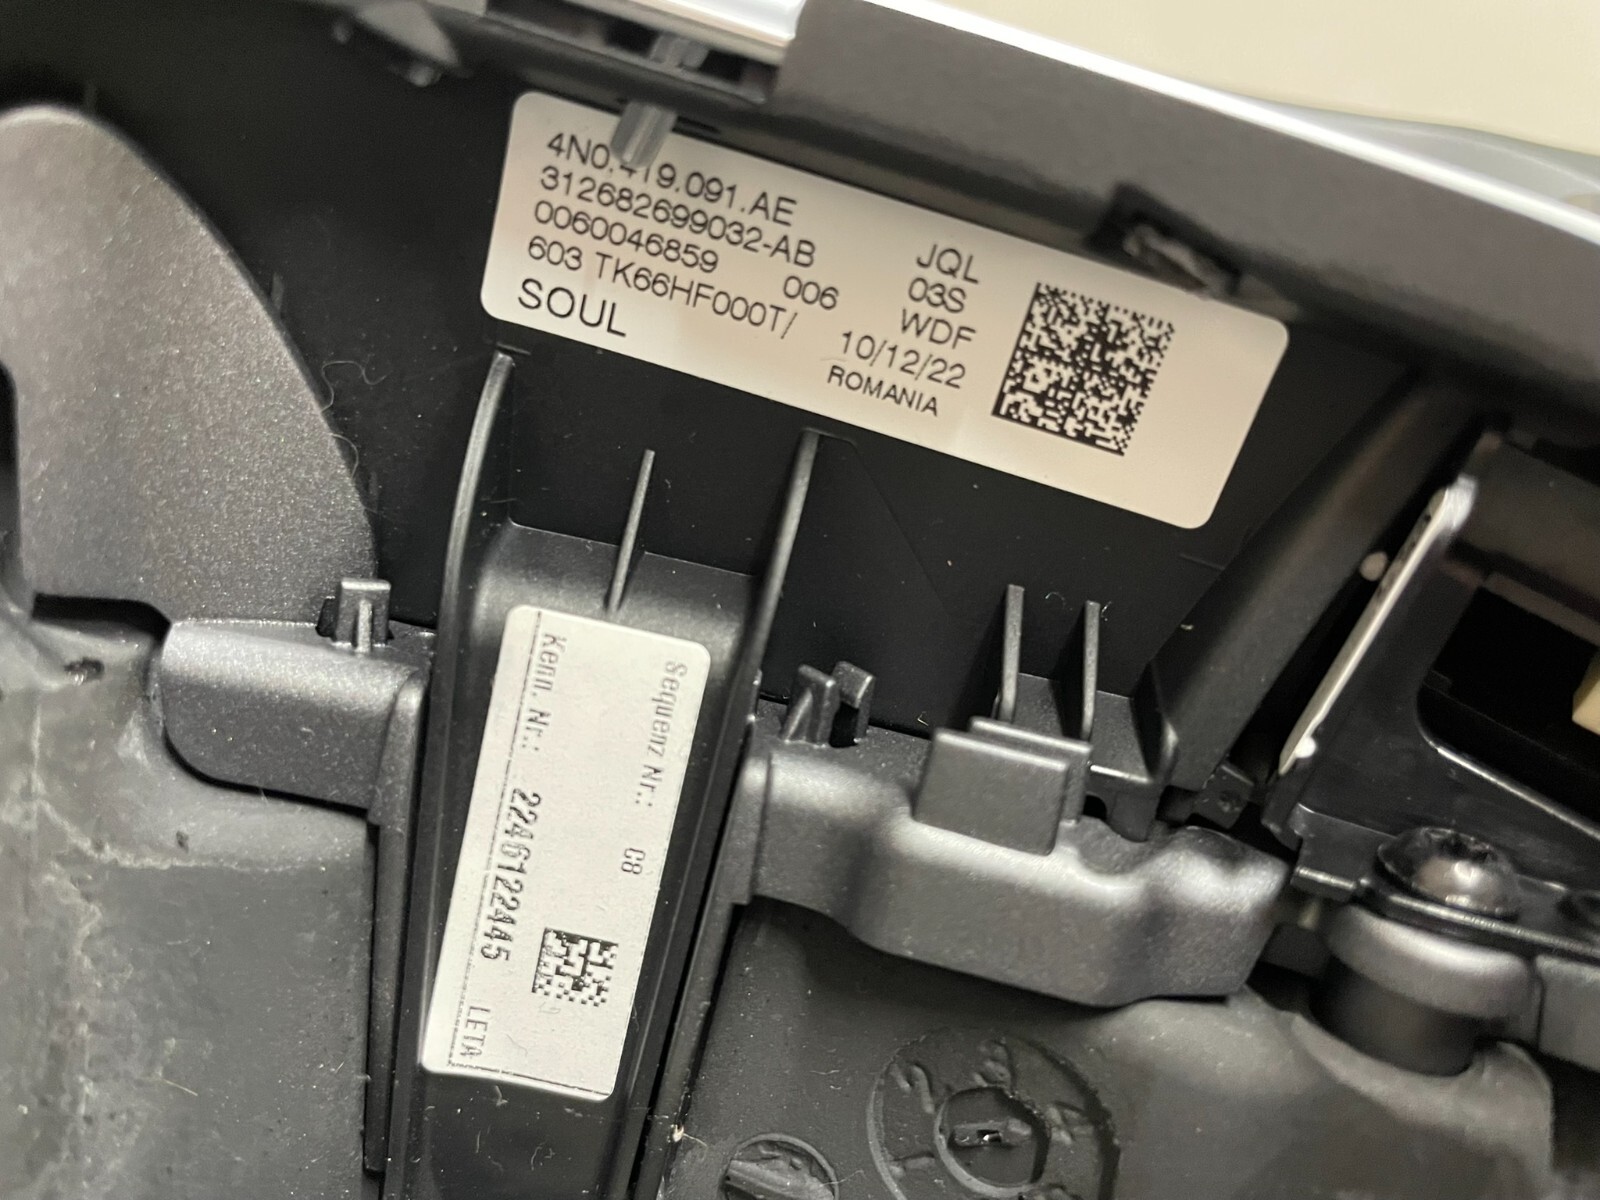 4N0.419.091.AE
312682699032-AB JQL
0060046859 006 03S
603 TK66HF000T/ WDF
SOUL 10/12/22
ROMANIA
Sequenz Nr.: 08
Kenn. Nr.: 2246122445 LETA